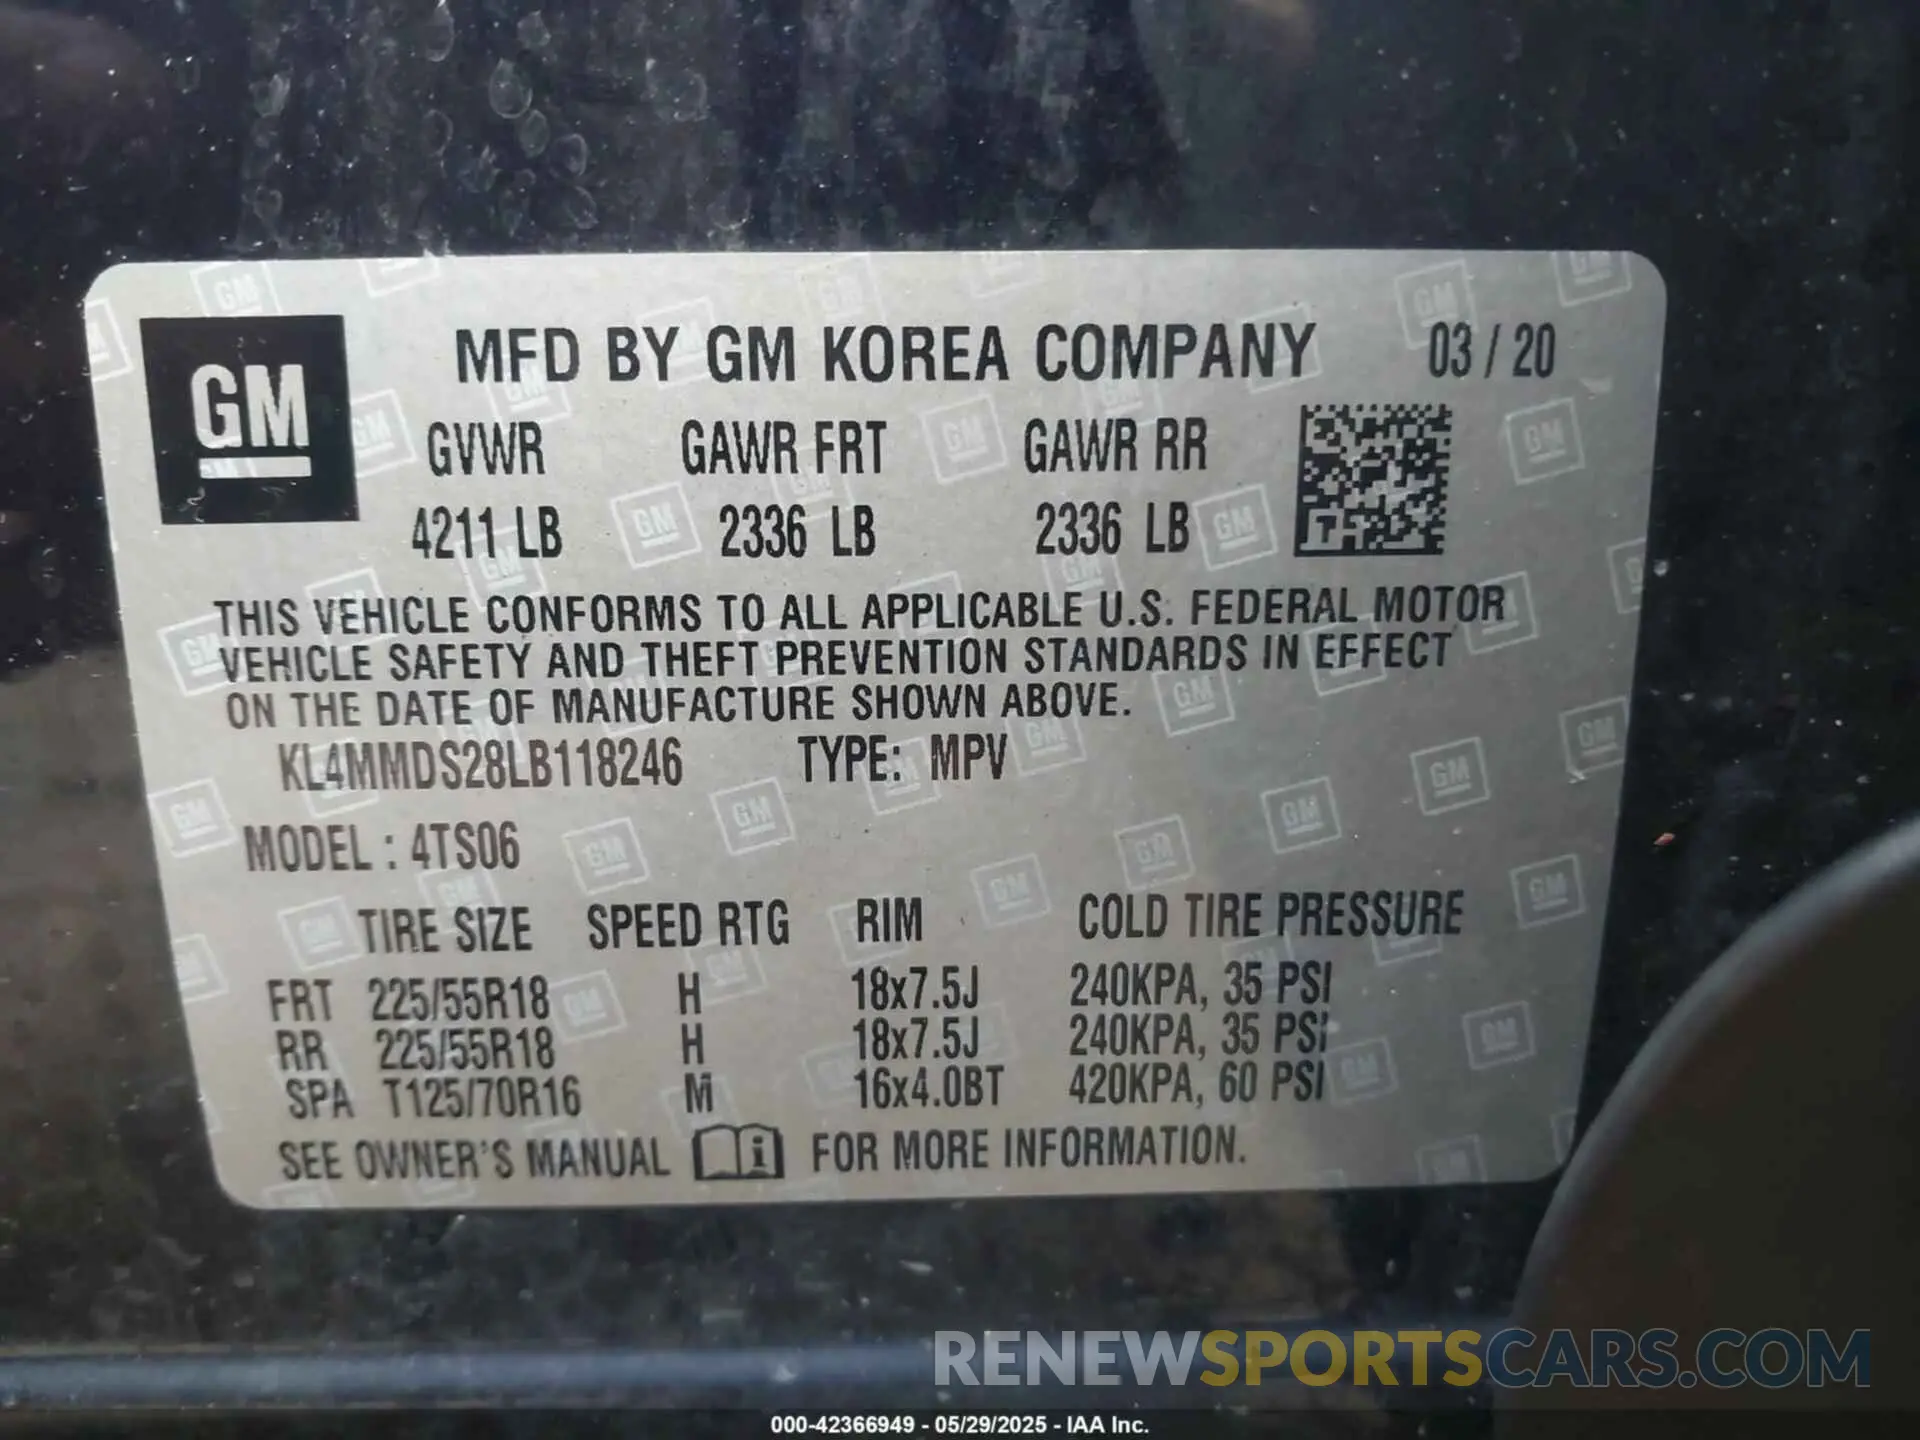 GM
MFD BY GM KOREA COMPANY 03 / 20
GVWR GAWR FRT GAWR RR
4211 LB 2336 LB 2336 LB
THIS VEHICLE CONFORMS TO ALL APPLICABLE U.S. FEDERAL MOTOR
VEHICLE SAFETY AND THEFT PREVENTION STANDARDS IN EFFECT
ON THE DATE OF MANUFACTURE SHOWN ABOVE.
KL4MMDS28LB118246 TYPE: MPV
MODEL : 4TS06
TIRE SIZE SPEED RTG RIM COLD TIRE PRESSURE
FRT 225/55R18 H 18x7.5J 240KPA, 35 PSI
RR 225/55R18 H 18x7.5J 240KPA, 35 PSI
SPA T125/70R16 M 16x4.0BT 420KPA, 60 PSI
SEE OWNER'S MANUAL i FOR MORE INFORMATION.
RENEWSPORTSCARS.COM
000-42366949 - 05/29/2025 - IAA Inc.